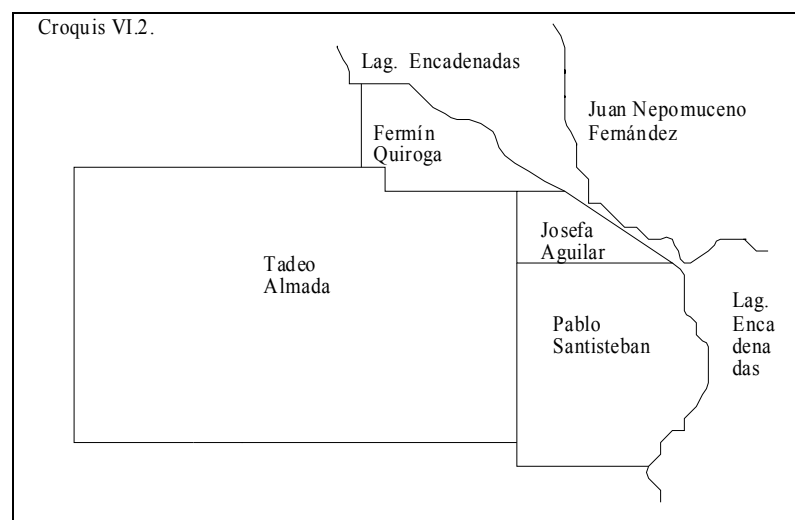 Croquis VI.2.
Lag. Encadenadas
Juan Nepomuceno
Fernández
Fermín
Quiroga
Josefa
Aguilar
Tadeo
Almada
Lag.
Enca
dena
das
Pablo
Santisteban